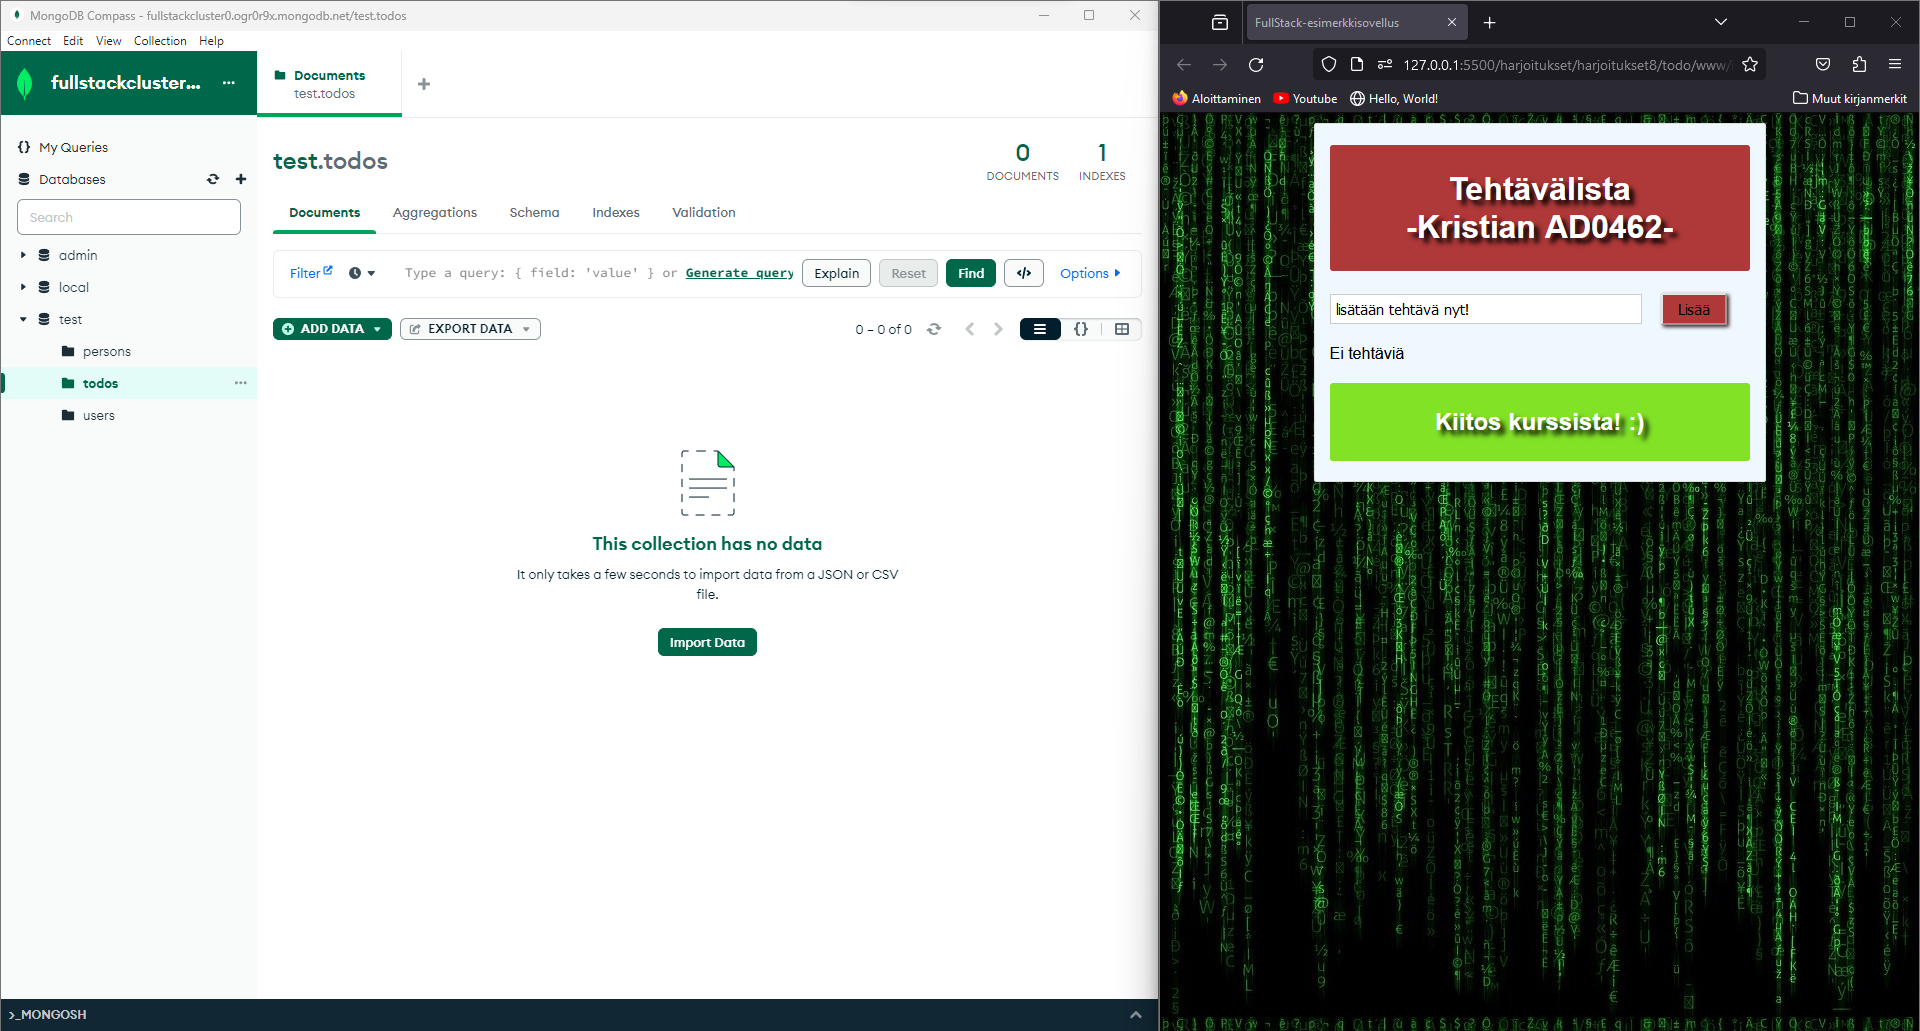 MongoDB Compass - fullstackcluster0.ogr0r9x.mongodb.net/test.todos
Connect Edit View Collection Help
fullstackcluster...
Documents
test.todos
My Queries
Databases
Search
admin
local
test
persons
todos
users
test.todos
0
DOCUMENTS
1
INDEXES
Documents Aggregations Schema Indexes Validation
Filter
Type a query: { field: 'value' } or Generate query
Explain
Reset
Find
Options
ADD DATA
EXPORT DATA
0 – 0 of 0
This collection has no data
It only takes a few seconds to import data from a JSON or CSV
file.
Import Data
>_MONGOSH
FullStack-esimerkkisovellus
127.0.0.1:5500/harjoitukset/harjoitukset8/todo/www/
Aloittaminen
Youtube
Hello, World!
Muut kirjanmerkit
Tehtävälista
-Kristian AD0462-
lisätään tehtävä nyt!
Lisää
Ei tehtäviä
Kiitos kurssista! :)